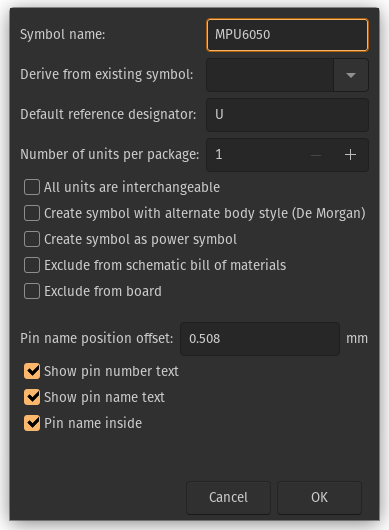 Symbol name: MPU6050
Derive from existing symbol:
Default reference designator: U
Number of units per package: 1
All units are interchangeable
Create symbol with alternate body style (De Morgan)
Create symbol as power symbol
Exclude from schematic bill of materials
Exclude from board
Pin name position offset: 0.508 mm
Show pin number text
Show pin name text
Pin name inside
Cancel OK